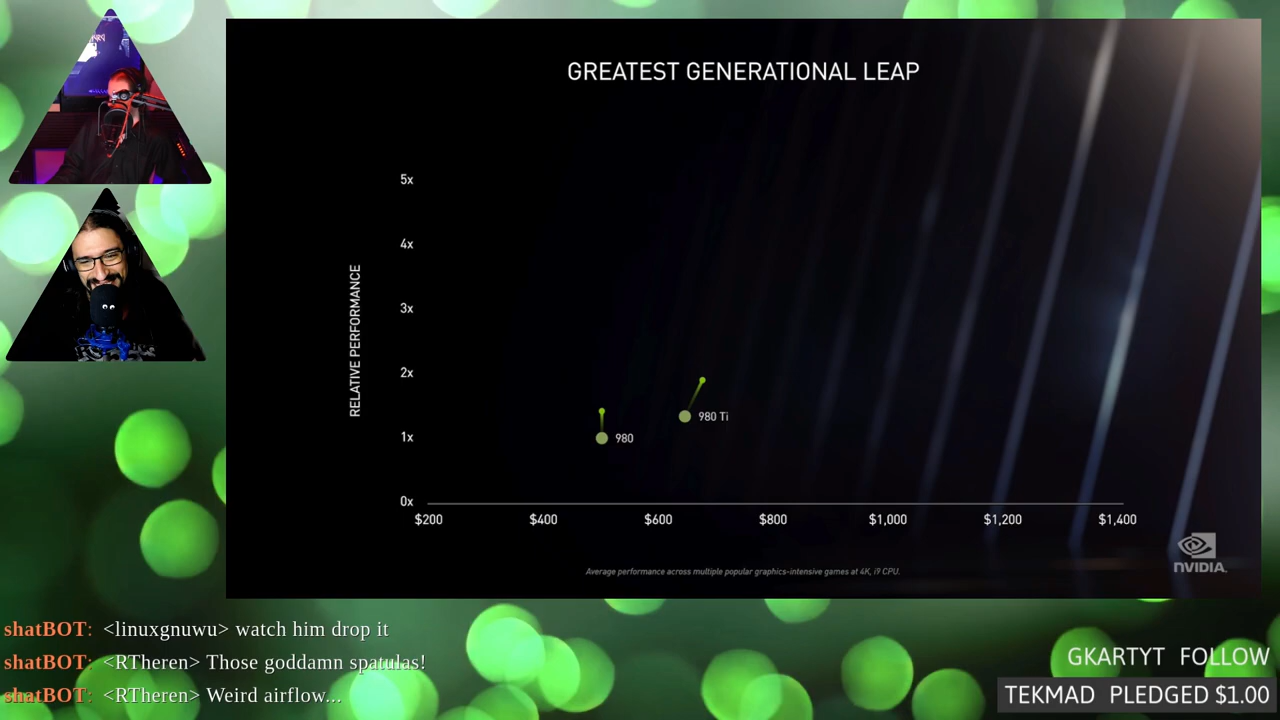 GREATEST GENERATIONAL LEAP
5x
4x
3x
2x
1x
0x
RELATIVE PERFORMANCE
980
980 Ti
$200 $400 $600 $800 $1,000 $1,200 $1,400
Average performance across multiple popular graphics-intensive games at 4K, i9 CPU.
NVIDIA.
shatBOT: <linuxgnuwu> watch him drop it
shatBOT: <RTheren> Those goddamn spatulas!
shatBOT: <RTheren> Weird airflow...
GKARTYT FOLLOW
TEKMAD PLEDGED $1.00